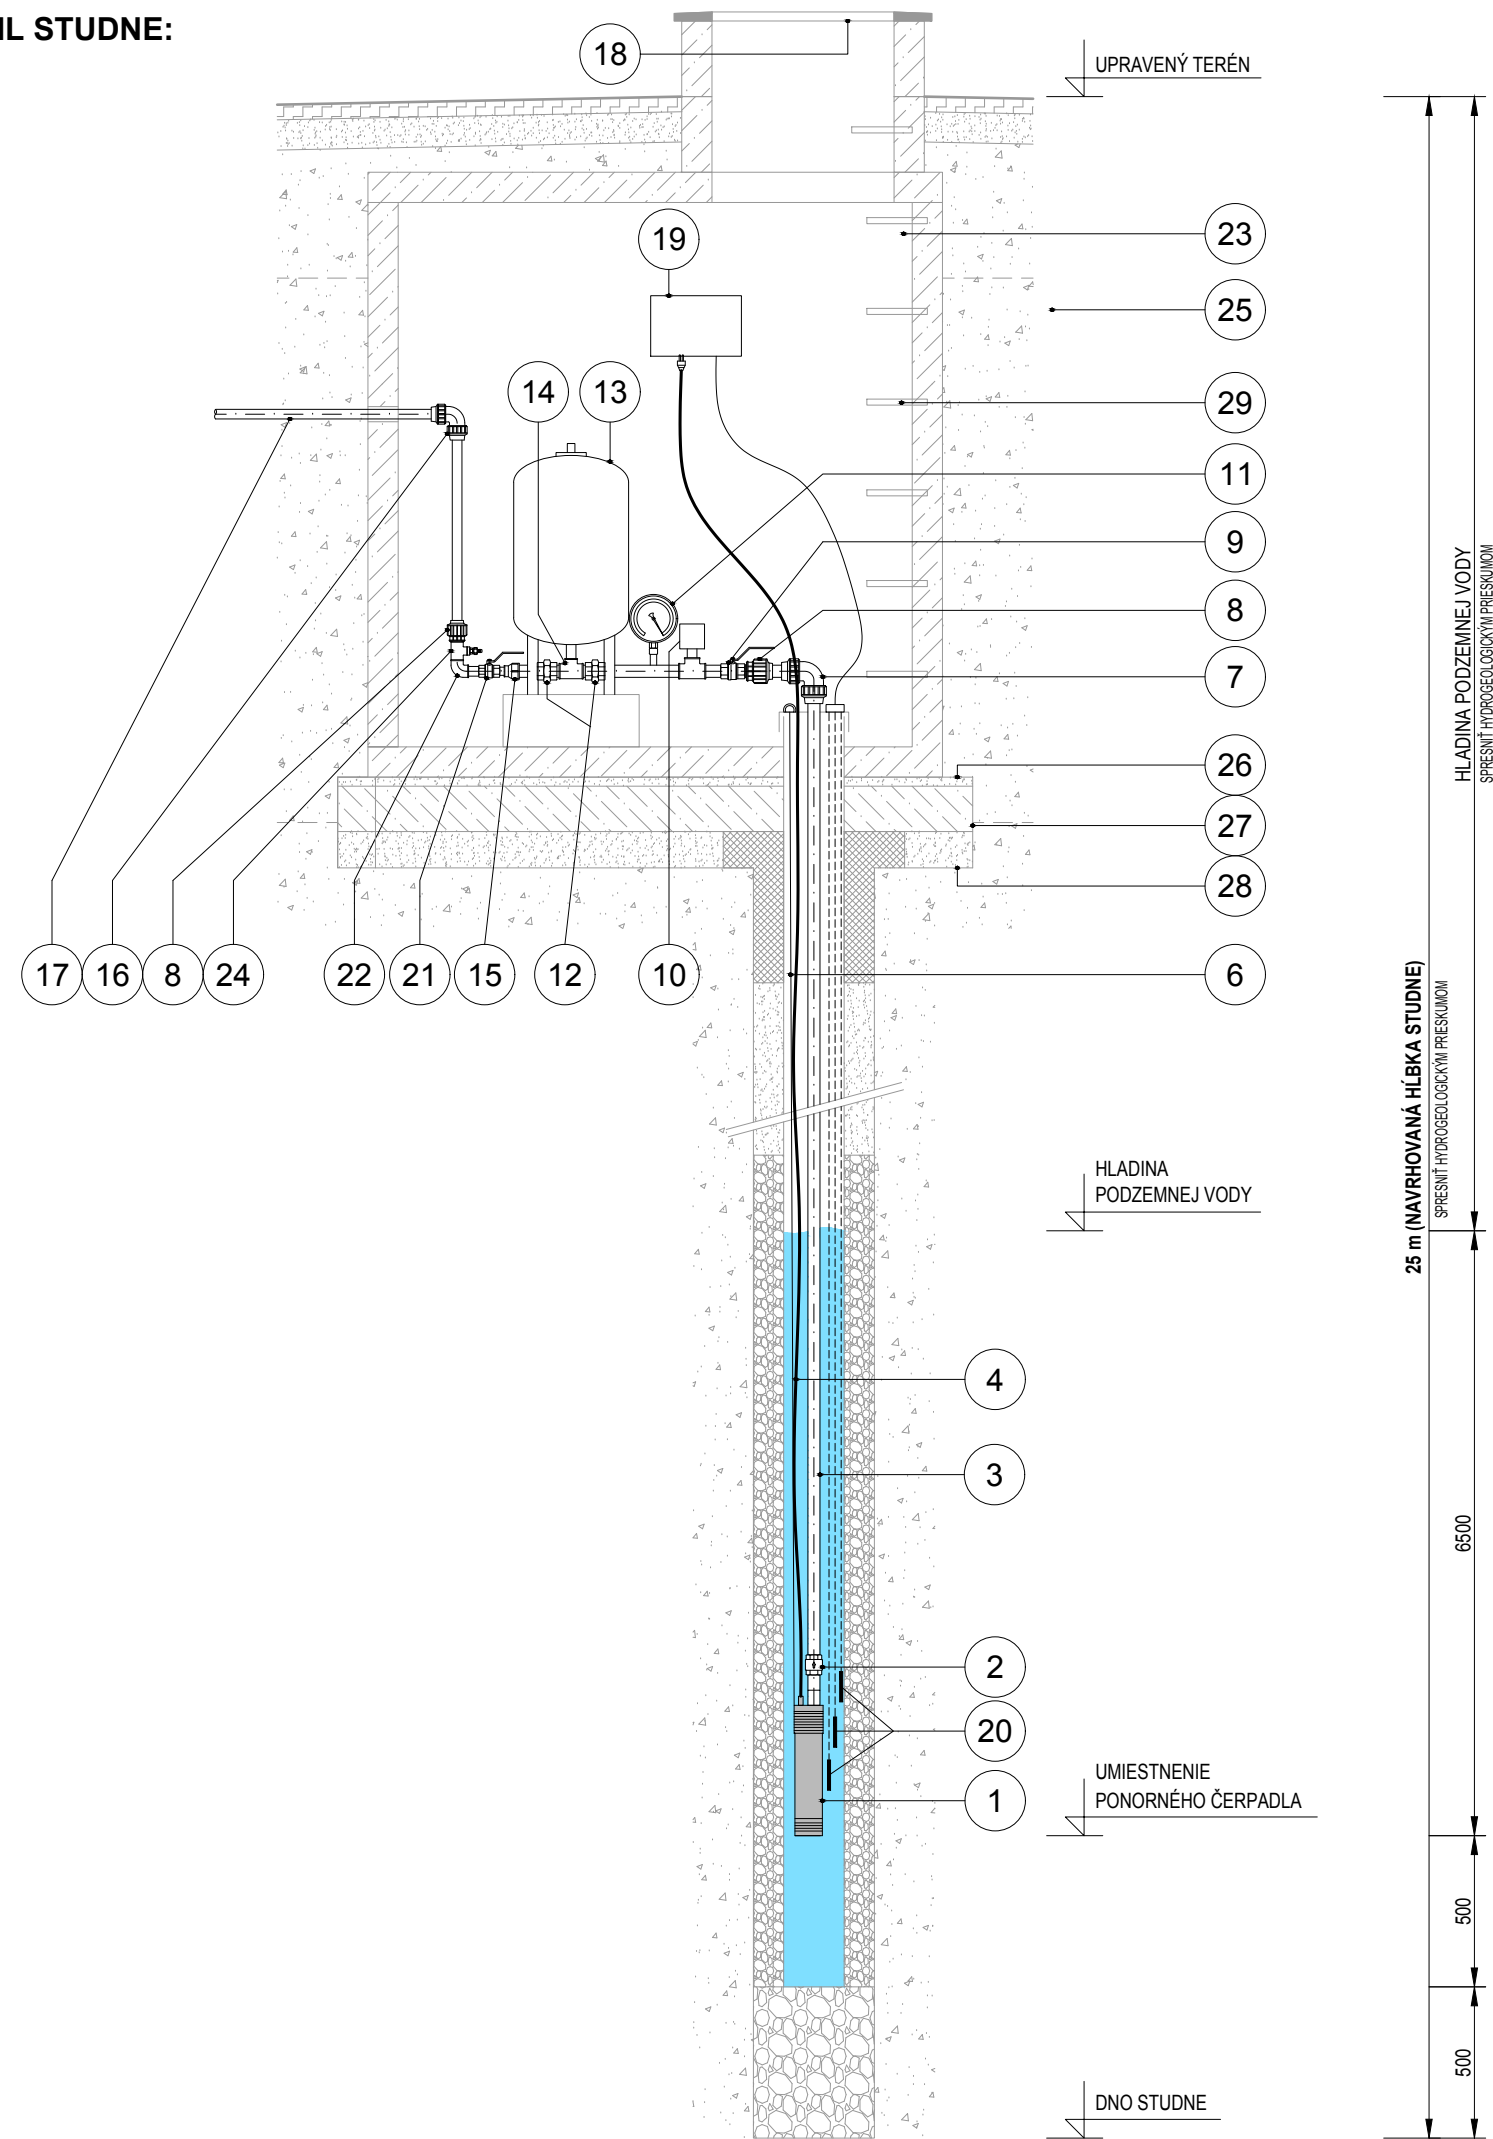 IL STUDNE:
18
UPRAVENÝ TERÉN
19
23
25
14
13
29
11
9
8
7
26
27
28
17
16
8
24
22
21
15
12
10
6
HLADINA PODZEMNEJ VODY
SPRESNIŤ HYDROGEOLOGICKÝM PRIESKUMOM
25 m (NAVRHOVANÁ HĹBKA STUDNE)
SPRESNIŤ HYDROGEOLOGICKÝM PRIESKUMOM
HLADINA
PODZEMNEJ VODY
4
3
6500
2
20
1
UMIESTNENIE
PONORNÉHO ČERPADLA
500
500
DNO STUDNE